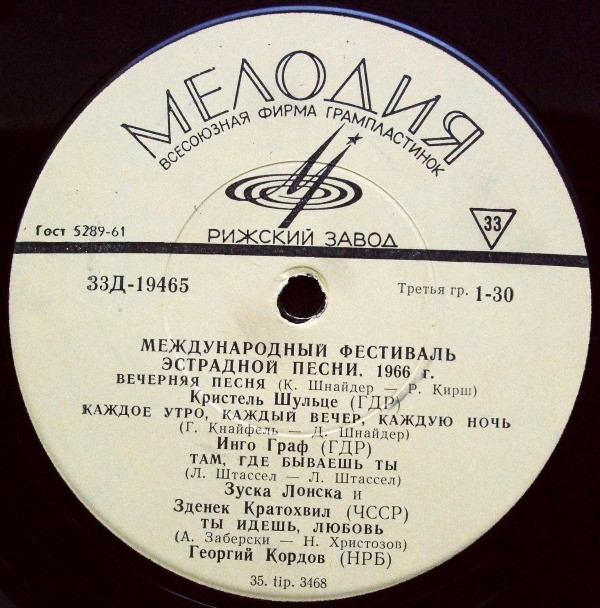 МЕЛОДИЯ
ВСЕСОЮЗНАЯ ФИРМА ГРАМПЛАСТИНОК
РИЖСКИЙ ЗАВОД
Гост 5289-61
33
33Д-19465
Третья гр. 1-30
МЕЖДУНАРОДНЫЙ ФЕСТИВАЛЬ
ЭСТРАДНОЙ ПЕСНИ, 1966 г.
ВЕЧЕРНЯЯ ПЕСНЯ (К. Шнайдер — Р. Кирш)
Кристель Шульце (ГДР)
КАЖДОЕ УТРО, КАЖДЫЙ ВЕЧЕР, КАЖДУЮ НОЧЬ
(Г. Кнайфель — Д. Шнайдер)
Инго Граф (ГДР)
ТАМ, ГДЕ БЫВАЕШЬ ТЫ
(Л. Штассел — Л. Штассел)
Зуска Лонска и
Зденек Кратохвил (ЧССР)
ТЫ ИДЕШЬ, ЛЮБОВЬ
(А. Заберски — Н. Христозов)
Георгий Кордов (НРБ)
35. tip. 3468